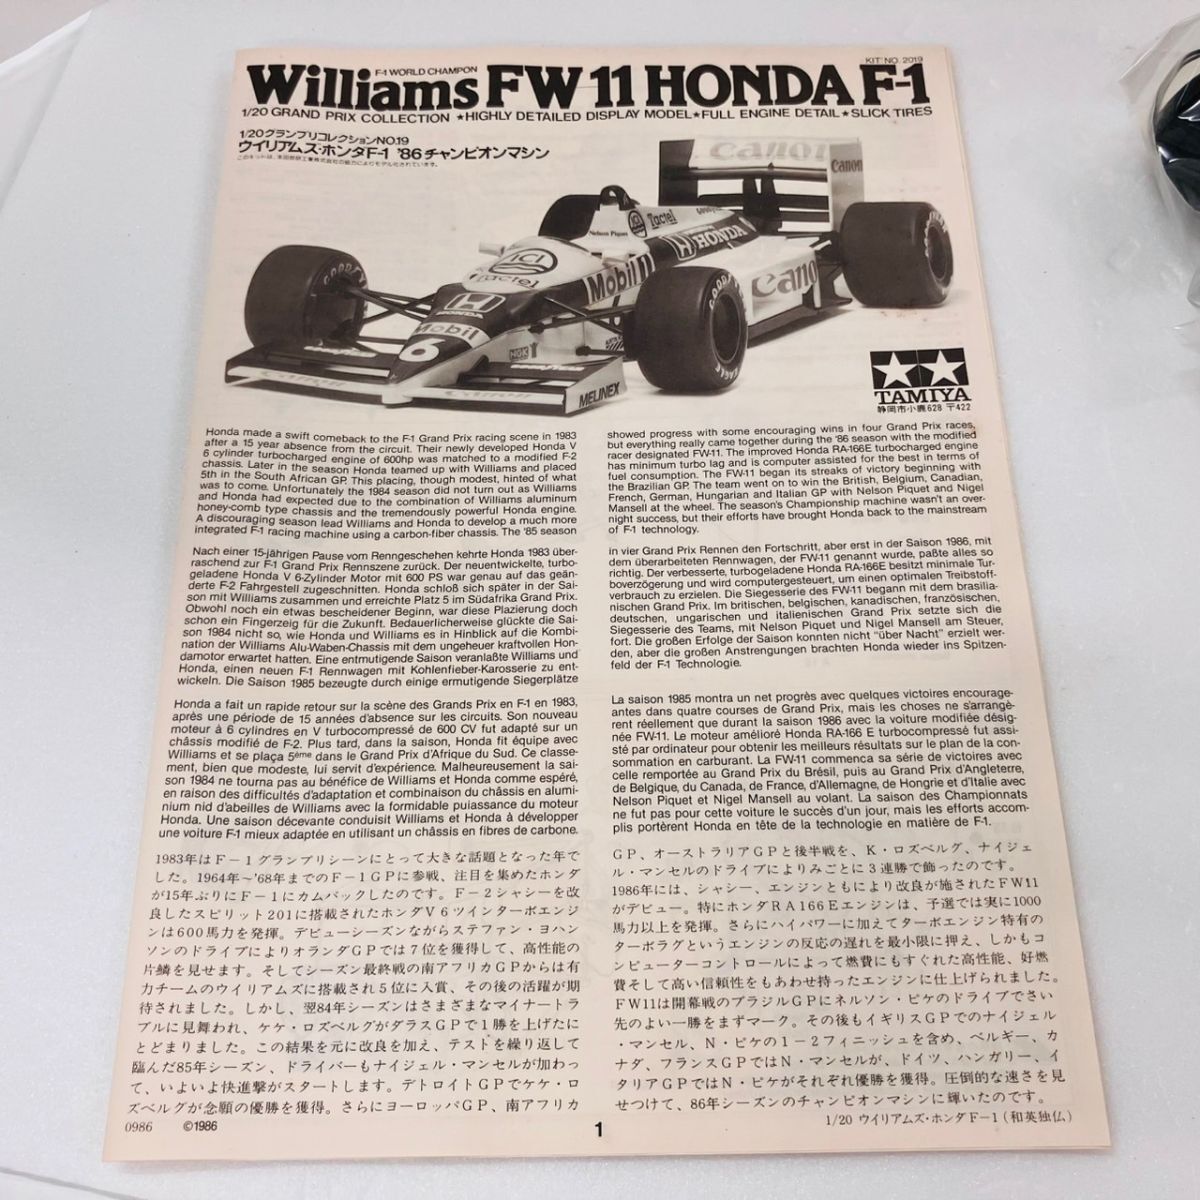 F-1 WORLD CHAMPON
KIT NO. 2019
Williams FW 11 HONDA F-1
1/20 GRAND PRIX COLLECTION ★HIGHLY DETAILED DISPLAY MODEL★FULL ENGINE DETAIL★SLICK TIRES
1/20グランプリコレクションNO.19
ウイリアムズ・ホンダF-1 '86チャンピオンマシン
このキットは、本田技研工業株式会社の協力によりモデル化されています。
Canon
Canon
ICI
Tactel
Nelson Piquet
HONDA
Mobil 1
ICI
Tactel
HONDA
Mobil
6
Canon
GOODYEAR
EAGLE
NGK
Canon
MELINEX
TAMIYA
静岡市小鹿628 〒422
Honda made a swift comeback to the F-1 Grand Prix racing scene in 1983
after a 15 year absence from the circuit. Their newly developed Honda V
6 cylinder turbocharged engine of 600hp was matched to a modified F-2
chassis. Later in the season Honda teamed up with Williams and placed
5th in the South African GP. This placing, though modest, hinted of what
was to come. Unfortunately the 1984 season did not turn out as Williams
and Honda had expected due to the combination of Williams aluminum
honey-comb type chassis and the tremendously powerful Honda engine.
A discouraging season lead Williams and Honda to develop a much more
integrated F-1 racing machine using a carbon-fiber chassis. The '85 season
showed progress with some encouraging wins in four Grand Prix races,
but everything really came together during the '86 season with the modified
racer designated FW-11. The improved Honda RA-166E turbocharged engine
has minimum turbo lag and is computer assisted for the best in terms of
fuel consumption. The FW-11 began its streaks of victory beginning with
the Brazilian GP. The team went on to win the British, Belgium, Canadian,
French, German, Hungarian and Italian GP with Nelson Piquet and Nigel
Mansell at the wheel. The season's Championship machine wasn't an over-
night success, but their efforts have brought Honda back to the mainstream
of F-1 technology.
Nach einer 15-jährigen Pause vom Renngeschehen kehrte Honda 1983 über-
raschend zur F-1 Grand Prix Rennszene zurück. Der neuentwickelte, turbo-
geladene Honda V 6-Zylinder Motor mit 600 PS war genau auf das geän-
derte F-2 Fahrgestell zugeschnitten. Honda schloß sich später in der Sai-
son mit Williams zusammen und erreichte Platz 5 im Südafrika Grand Prix.
Obwohl noch ein etwas bescheidener Beginn, war diese Plazierung doch
schon ein Fingerzeig für die Zukunft. Bedauerlicherweise glückte die Sai-
son 1984 nicht so, wie Honda und Williams es in Hinblick auf die Kombi-
nation der Williams Alu-Waben-Chassis mit dem ungeheuer kraftvollen Hon-
damotor erwartet hatten. Eine entmutigende Saison veranlaßte Williams und
Honda, einen neuen F-1 Rennwagen mit Kohlenfieber-Karosserie zu ent-
wickeln. Die Saison 1985 bezeugte durch einige ermutigende Siegerplätze
in vier Grand Prix Rennen den Fortschritt, aber erst in der Saison 1986, mit
dem überarbeiteten Rennwagen, der FW-11 genannt wurde, paßte alles so
richtig. Der verbesserte, turbogeladene Honda RA-166E besitzt minimale Tur-
boverzögerung und wird computergesteuert, um einen optimalen Treibstoff-
verbrauch zu erzielen. Die Siegesserie des FW-11 begann mit dem brasilia-
nischen Grand Prix. Im britischen, belgischen, kanadischen, französischen,
deutschen, ungarischen und italienischen Grand Prix setzte sich die
Siegesserie des Teams, mit Nelson Piquet und Nigel Mansell am Steuer,
fort. Die großen Erfolge der Saison konnten nicht “über Nacht” erzielt wer-
den, aber die großen Anstrengungen brachten Honda wieder ins Spitzen-
feld der F-1 Technologie.
Honda a fait un rapide retour sur la scène des Grands Prix en F-1 en 1983,
après une période de 15 années d'absence sur les circuits. Son nouveau
moteur à 6 cylindres en V turbocompressé de 600 CV fut adapté sur un
châssis modifié de F-2. Plus tard, dans la saison, Honda fit équipe avec
Williams et se plaça 5ème dans le Grand Prix d'Afrique du Sud. Ce classe-
ment, bien que modeste, lui servit d'expérience. Malheureusement la sai-
son 1984 ne tourna pas au bénéfice de Williams et Honda comme espéré,
en raison des difficultés d'adaptation et combinaison du châssis en alumi-
nium nid d'abeilles de Williams avec la formidable puiassance du moteur
Honda. Une saison décevante conduisit Williams et Honda à développer
une voiture F-1 mieux adaptée en utilisant un châssis en fibres de carbone.
La saison 1985 montra un net progrès avec quelques victoires encourage-
antes dans quatre courses de Grand Prix, mais les choses ne s'arrangè-
rent réellement que durant la saison 1986 avec la voiture modifiée désig-
née FW-11. Le moteur amélioré Honda RA-166 E turbocompressé fut assi-
sté par ordinateur pour obtenir les meilleurs résultats sur le plan de la con-
sommation en carburant. La FW-11 commenca sa série de victoires avec
celle remportée au Grand Prix du Brésil, puis au Grand Prix d'Angleterre,
de Belgique, du Canada, de France, d'Allemagne, de Hongrie et d'Italie avec
Nelson Piquet et Nigel Mansell au volant. La saison des Championnats
ne fut pas pour cette voiture le succès d'un jour, mais les efforts accom-
plis portèrent Honda en tête de la technologie en matière de F-1.
1983年はF－1グランプリシーンにとって大きな話題となった年で
した。1964年～'68年までのF－1GPに参戦、注目を集めたホンダ
が15年ぶりにF－1にカムバックしたのです。F－2シャシーを改
良したスピリット201に搭載されたホンダV6ツインターボエンジ
ンは600馬力を発揮。デビューシーズンながらステファン・ヨハン
ソンのドライブによりオランダGPでは7位を獲得して、高性能の
片鱗を見せます。そしてシーズン最終戦の南アフリカGPからは有
力チームのウイリアムズに搭載され5位に入賞、その後の活躍が期
待されました。しかし、翌84年シーズンはさまざまなマイナートラ
ブルに見舞われ、ケケ・ロズベルグがダラスGPで1勝を上げたに
とどまりました。この結果を元に改良を加え、テストを繰り返して
臨んだ85年シーズン、ドライバーもナイジェル・マンセルが加わっ
て、いよいよ快進撃がスタートします。デトロイトGPでケケ・ロ
ズベルグが念願の優勝を獲得。さらにヨーロッパGP、南アフリカ
GP、オーストラリアGPと後半戦を、K・ロズベルグ、ナイジェ
ル・マンセルのドライブによりみごとに3連勝で飾ったのです。
1986年には、シャシー、エンジンともにより改良が施されたFW11
がデビュー。特にホンダRA166Eエンジンは、予選では実に1000
馬力以上を発揮。さらにハイパワーに加えてターボエンジン特有の
ターボラグというエンジンの反応の遅れを最小限に押え、しかもコ
ンピューターコントロールによって燃費にもすぐれた高性能、好燃
費そして高い信頼性をもあわせ持ったエンジンに仕上げられました。
FW11は開幕戦のブラジルGPにネルソン・ピケのドライブでさい
先のよい一勝をまずマーク。その後もイギリスGPでのナイジェル
・マンセル、N・ピケの1－2フィニッシュを含め、ベルギー、カ
ナダ、フランスGPではN・マンセルが、ドイツ、ハンガリー、イ
タリアGPではN・ピケがそれぞれ優勝を獲得。圧倒的な速さを見
せつけて、86年シーズンのチャンピオンマシンに輝いたのです。
0986 ©1986
1
1/20 ウイリアムズ・ホンダF－1（和英独仏）